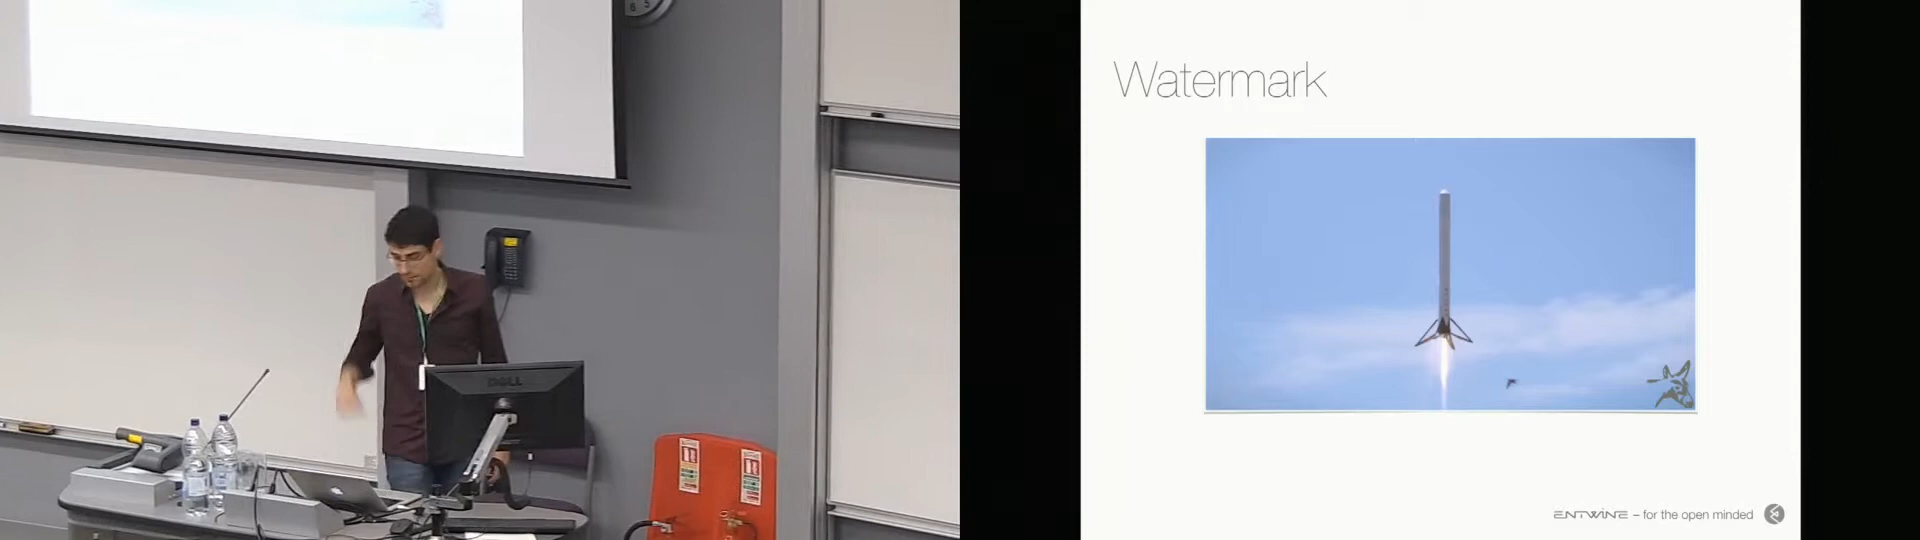 DELL
Watermark
ENTWINE – for the open minded